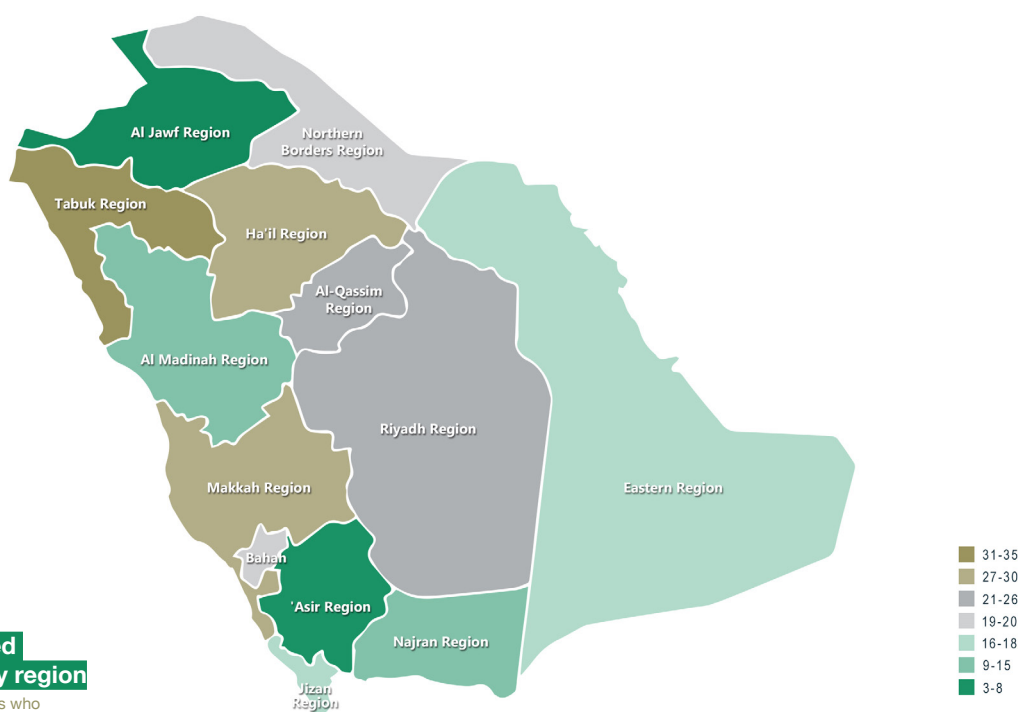 Al Jawf Region
Northern
Borders Region
Tabuk Region
Ha'il Region
Al-Qassim
Region
Al Madinah Region
Riyadh Region
Makkah Region
Eastern Region
Bahah
'Asir Region
Najran Region
Jizan
Region
31-35
27-30
21-26
19-20
16-18
9-15
3-8
ed
y region
s who